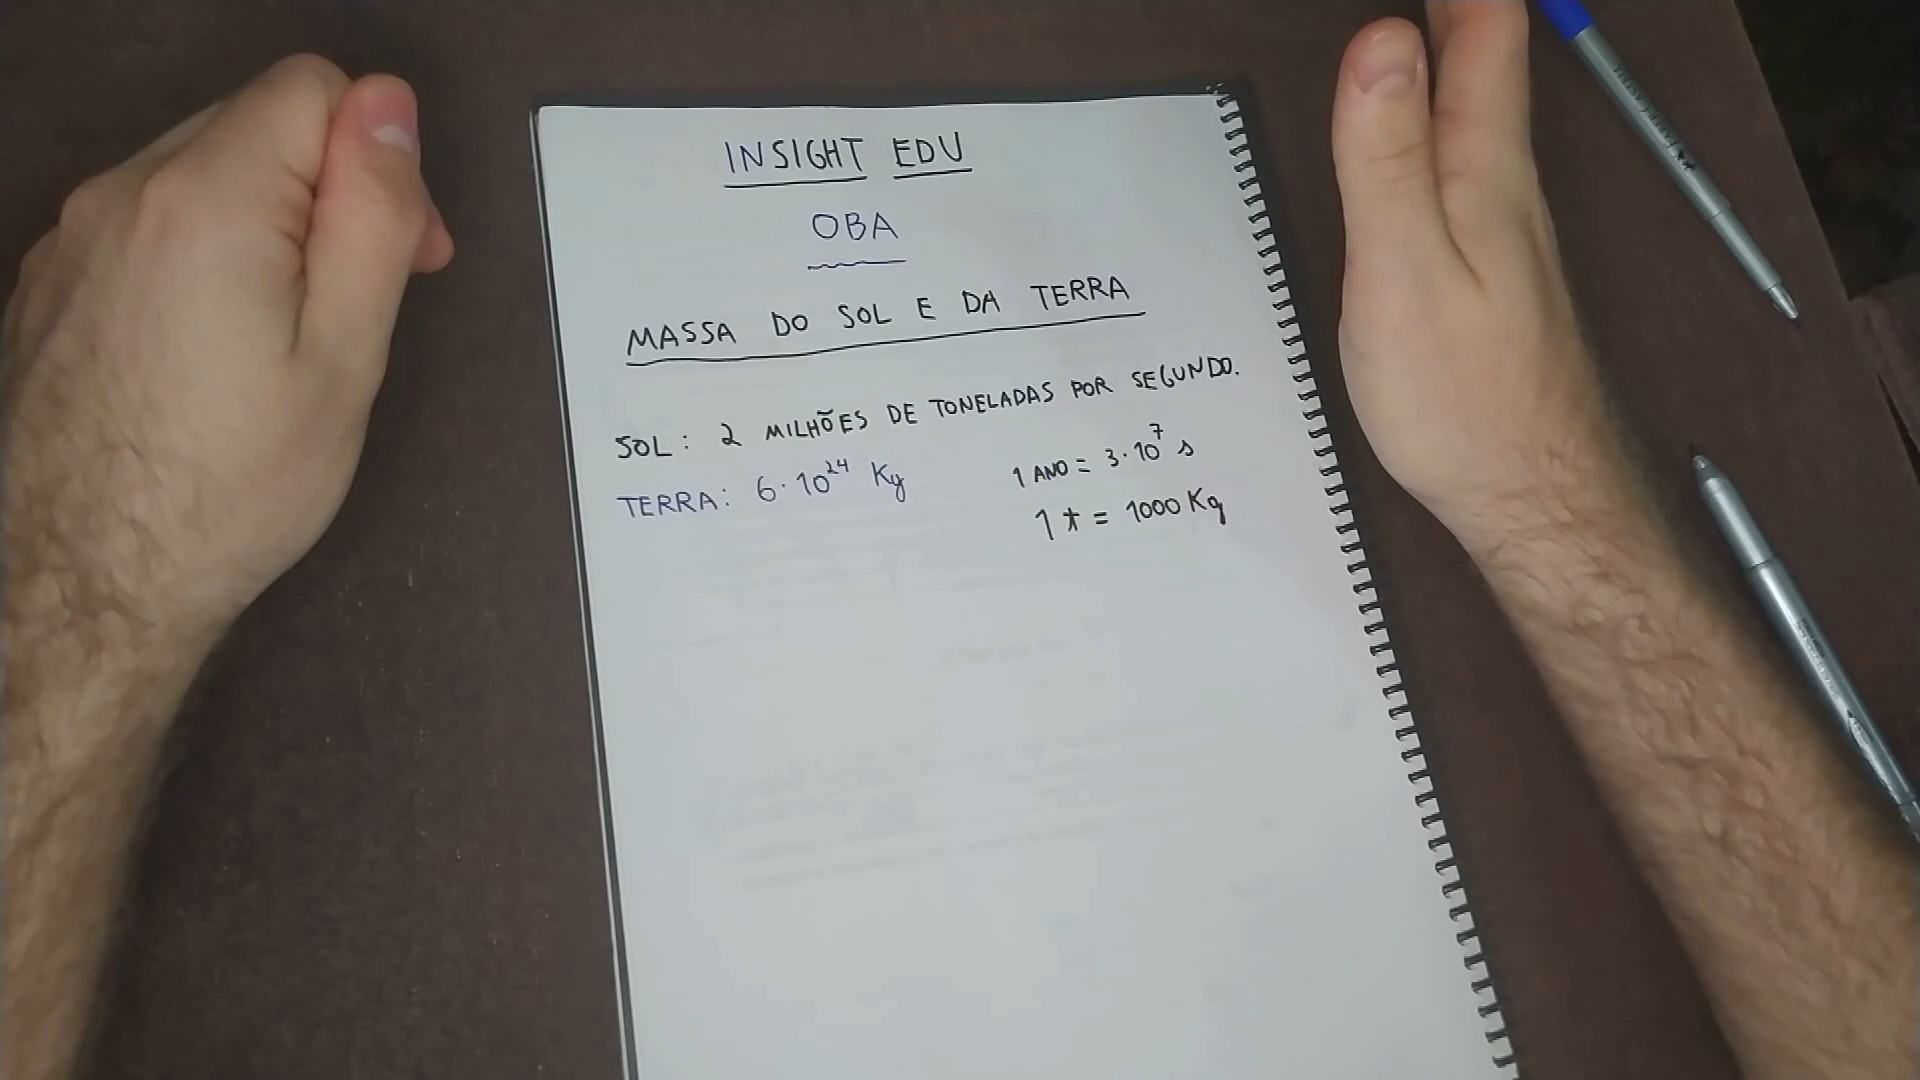 INSIGHT EDU
OBA
MASSA DO SOL E DA TERRA
SOL: 2 MILHÕES DE TONELADAS POR SEGUNDO.
TERRA: 6·10²⁴ Kg
1 ANO = 3·10⁷ s
1 t = 1000 Kg